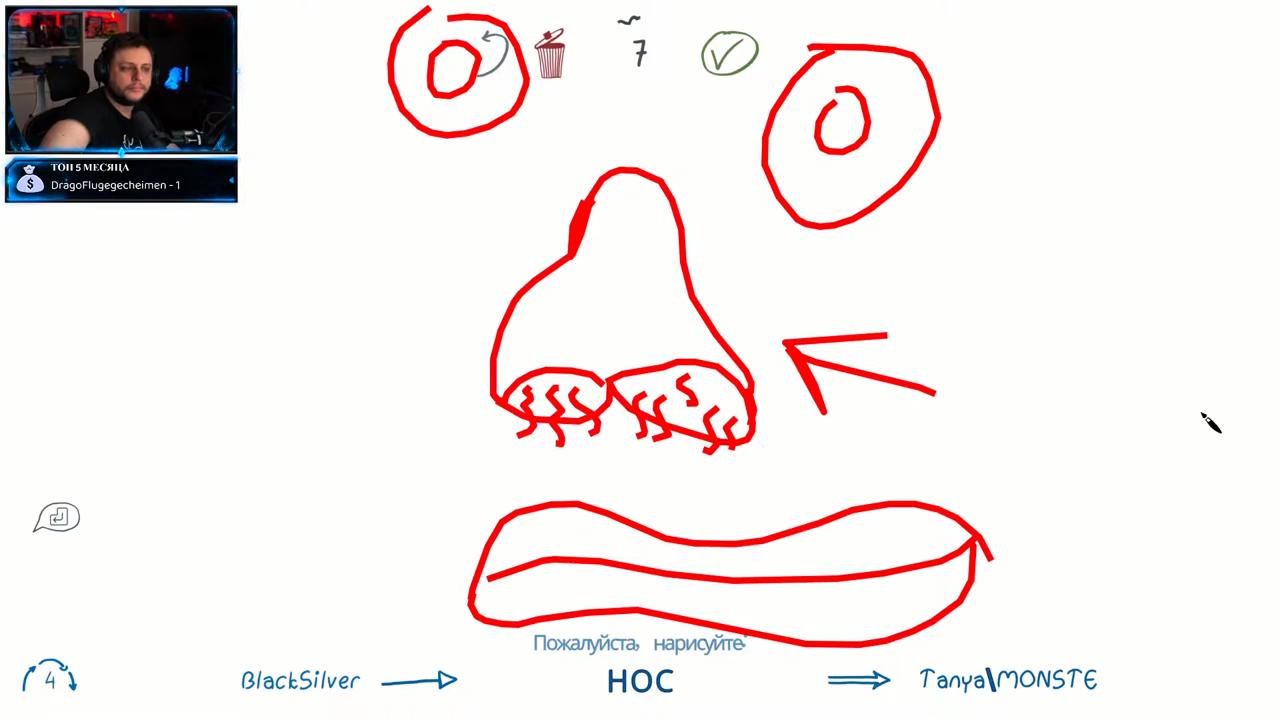 7
ТОП 5 МЕСЯЦА
DragoFlugegecheimen - 1
Пожалуйста, нарисуйте:
4
BlackSilver
НОС
Tanya\MONSTE